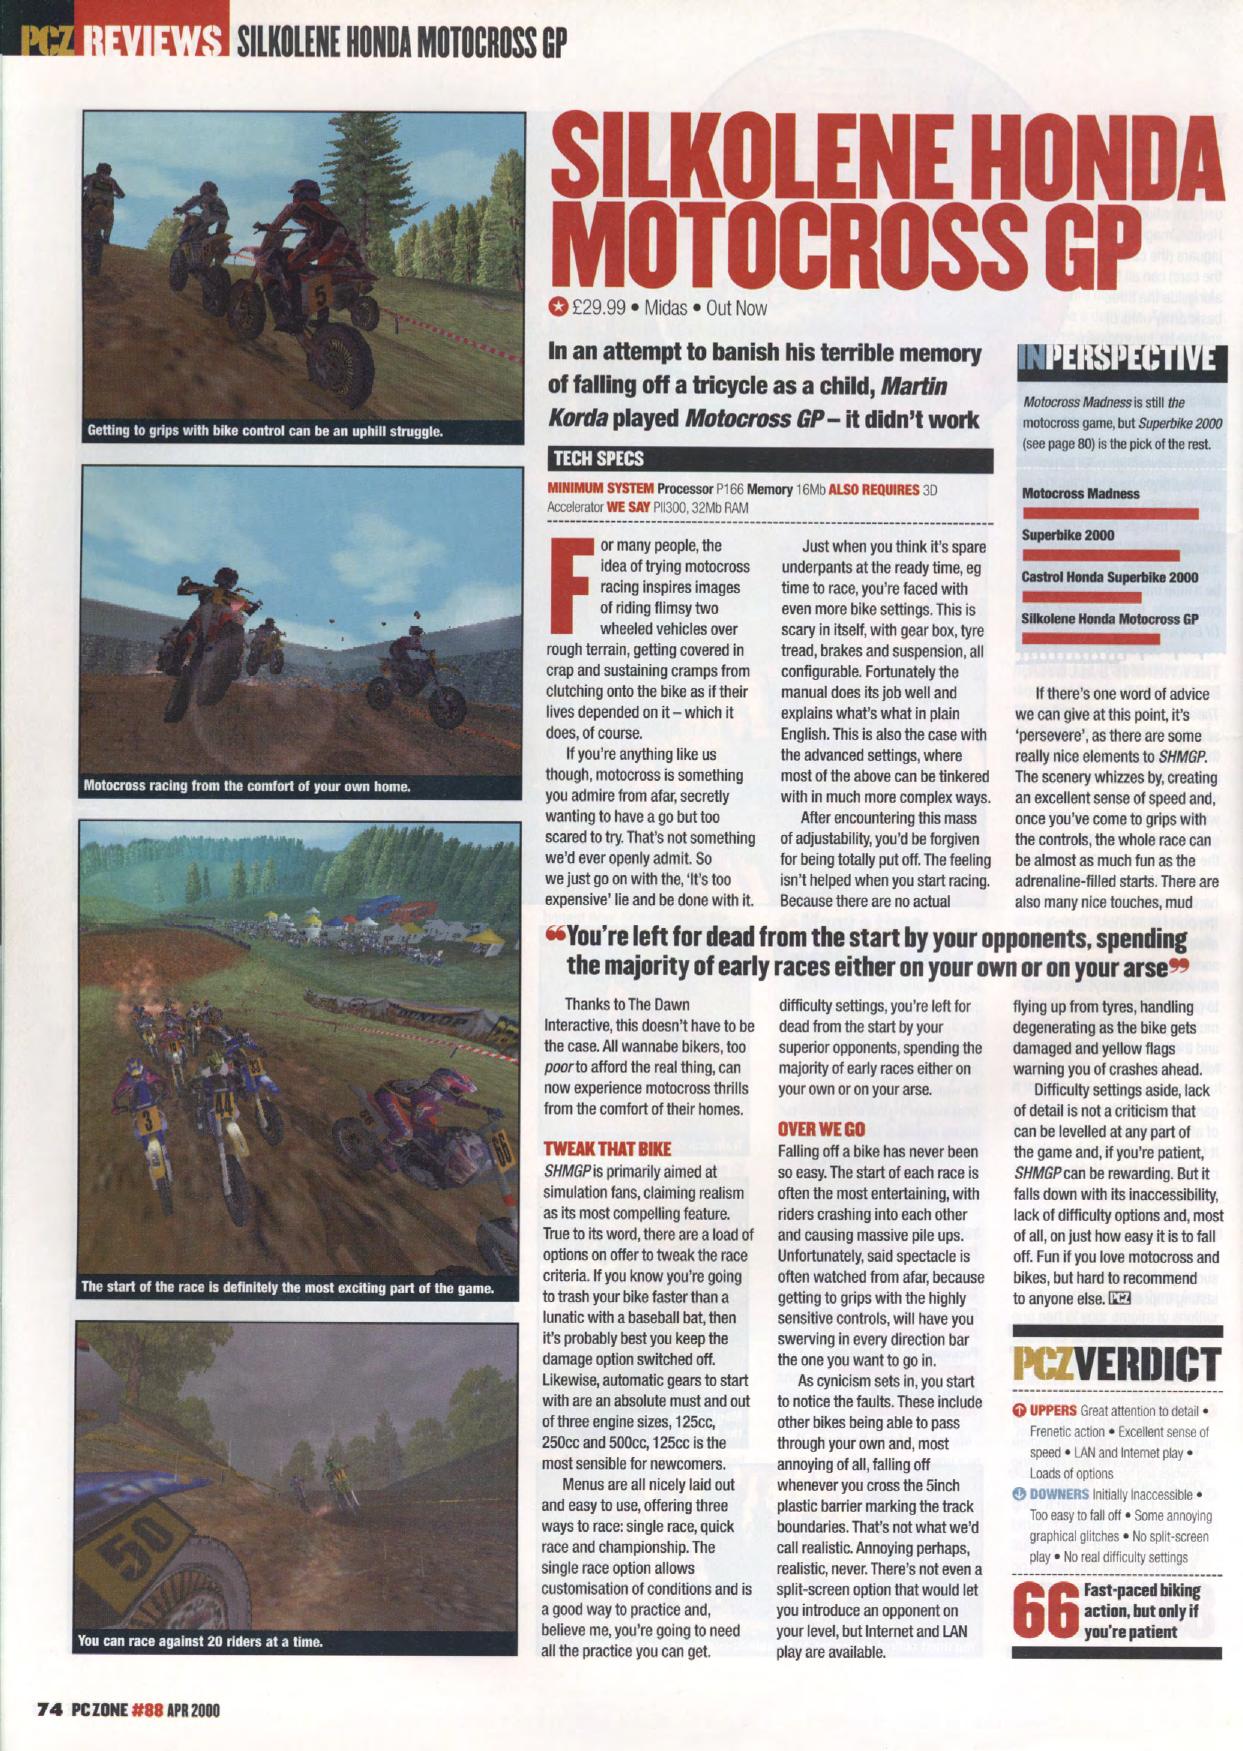 PCZ REVIEWS SILKOLENE HONDA MOTOCROSS GP
Getting to grips with bike control can be an uphill struggle.
Motocross racing from the comfort of your own home.
The start of the race is definitely the most exciting part of the game.
You can race against 20 riders at a time.
SILKOLENE HONDA
MOTOCROSS GP
£29.99 • Midas • Out Now
In an attempt to banish his terrible memory
of falling off a tricycle as a child, Martin
Korda played Motocross GP – it didn't work
TECH SPECS
MINIMUM SYSTEM Processor P166 Memory 16Mb ALSO REQUIRES 3D
Accelerator WE SAY PII300, 32Mb RAM
For many people, the
idea of trying motocross
racing inspires images
of riding flimsy two
wheeled vehicles over
rough terrain, getting covered in
crap and sustaining cramps from
clutching onto the bike as if their
lives depended on it – which it
does, of course.
If you're anything like us
though, motocross is something
you admire from afar, secretly
wanting to have a go but too
scared to try. That's not something
we'd ever openly admit. So
we just go on with the, 'It's too
expensive' lie and be done with it.
Thanks to The Dawn
Interactive, this doesn't have to be
the case. All wannabe bikers, too
poor to afford the real thing, can
now experience motocross thrills
from the comfort of their homes.
TWEAK THAT BIKE
SHMGP is primarily aimed at
simulation fans, claiming realism
as its most compelling feature.
True to its word, there are a load of
options on offer to tweak the race
criteria. If you know you're going
to trash your bike faster than a
lunatic with a baseball bat, then
it's probably best you keep the
damage option switched off.
Likewise, automatic gears to start
with are an absolute must and out
of three engine sizes, 125cc,
250cc and 500cc, 125cc is the
most sensible for newcomers.
Menus are all nicely laid out
and easy to use, offering three
ways to race: single race, quick
race and championship. The
single race option allows
customisation of conditions and is
a good way to practice and,
believe me, you're going to need
all the practice you can get.
Just when you think it's spare
underpants at the ready time, eg
time to race, you're faced with
even more bike settings. This is
scary in itself, with gear box, tyre
tread, brakes and suspension, all
configurable. Fortunately the
manual does its job well and
explains what's what in plain
English. This is also the case with
the advanced settings, where
most of the above can be tinkered
with in much more complex ways.
After encountering this mass
of adjustability, you'd be forgiven
for being totally put off. The feeling
isn't helped when you start racing.
Because there are no actual
difficulty settings, you're left for
dead from the start by your
superior opponents, spending the
majority of early races either on
your own or on your arse.
OVER WE GO
Falling off a bike has never been
so easy. The start of each race is
often the most entertaining, with
riders crashing into each other
and causing massive pile ups.
Unfortunately, said spectacle is
often watched from afar, because
getting to grips with the highly
sensitive controls, will have you
swerving in every direction bar
the one you want to go in.
As cynicism sets in, you start
to notice the faults. These include
other bikes being able to pass
through your own and, most
annoying of all, falling off
whenever you cross the 5inch
plastic barrier marking the track
boundaries. That's not what we'd
call realistic. Annoying perhaps,
realistic, never. There's not even a
split-screen option that would let
you introduce an opponent on
your level, but Internet and LAN
play are available.
“You're left for dead from the start by your opponents, spending
the majority of early races either on your own or on your arse”
INPERSPECTIVE
Motocross Madness is still the
motocross game, but Superbike 2000
(see page 80) is the pick of the rest.
Motocross Madness
Superbike 2000
Castrol Honda Superbike 2000
Silkolene Honda Motocross GP
If there's one word of advice
we can give at this point, it's
'persevere', as there are some
really nice elements to SHMGP.
The scenery whizzes by, creating
an excellent sense of speed and,
once you've come to grips with
the controls, the whole race can
be almost as much fun as the
adrenaline-filled starts. There are
also many nice touches, mud
flying up from tyres, handling
degenerating as the bike gets
damaged and yellow flags
warning you of crashes ahead.
Difficulty settings aside, lack
of detail is not a criticism that
can be levelled at any part of
the game and, if you're patient,
SHMGP can be rewarding. But it
falls down with its inaccessibility,
lack of difficulty options and, most
of all, on just how easy it is to fall
off. Fun if you love motocross and
bikes, but hard to recommend
to anyone else. PCZ
PCZVERDICT
UPPERS Great attention to detail •
Frenetic action • Excellent sense of
speed • LAN and Internet play •
Loads of options
DOWNERS Initially Inaccessible •
Too easy to fall off • Some annoying
graphical glitches • No split-screen
play • No real difficulty settings
66 Fast-paced biking
action, but only if
you're patient
5
DUNLOP
3
44
66
50
74 PC ZONE #88 APR 2000